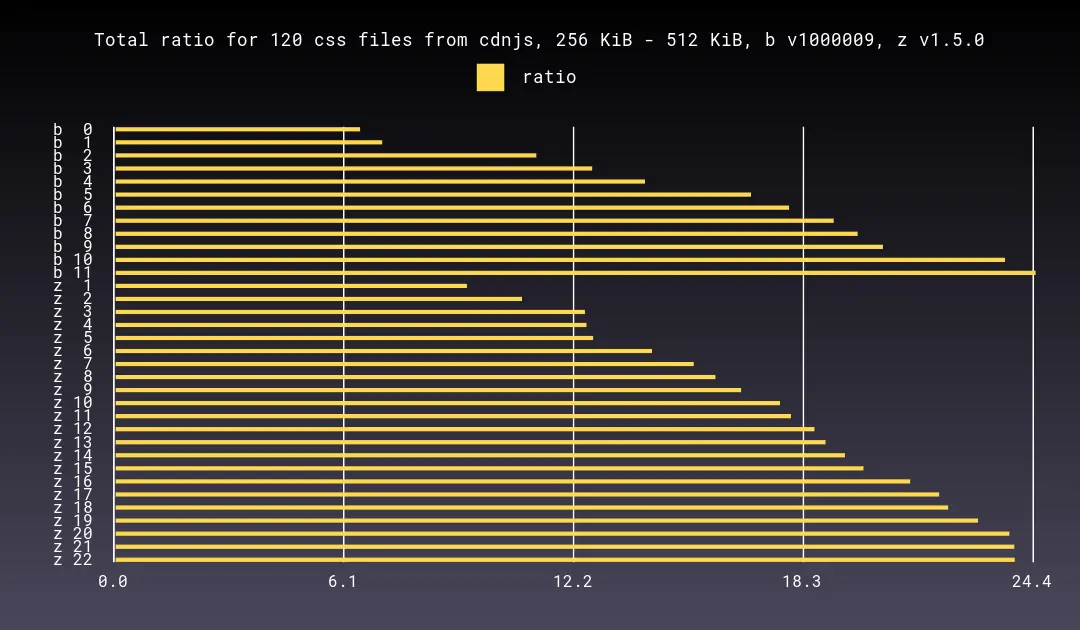 Total ratio for 120 css files from cdnjs, 256 KiB - 512 KiB, b v1000009, z v1.5.0
ratio
b  0
b  1
b  2
b  3
b  4
b  5
b  6
b  7
b  8
b  9
b 10
b 11
z  1
z  2
z  3
z  4
z  5
z  6
z  7
z  8
z  9
z 10
z 11
z 12
z 13
z 14
z 15
z 16
z 17
z 18
z 19
z 20
z 21
z 22
0.0 6.1 12.2 18.3 24.4